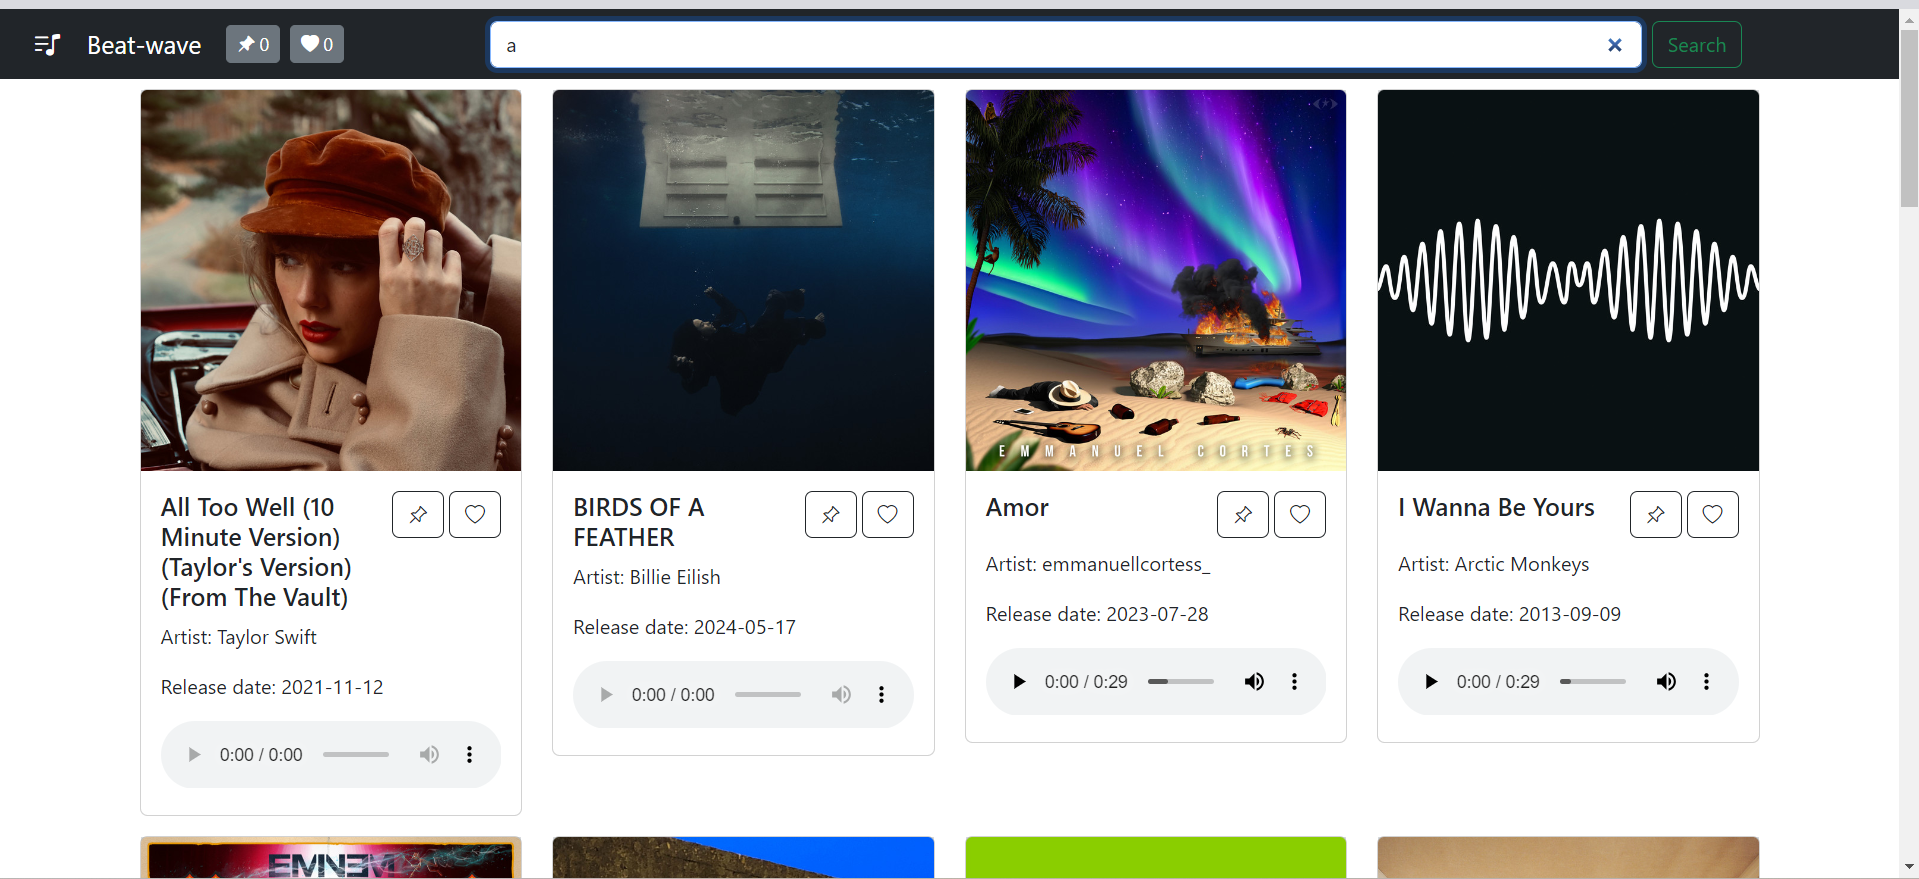 Beat-wave
0
0
a
Search
EMMANUEL CORTES
All Too Well (10
Minute Version)
(Taylor's Version)
(From The Vault)
Artist: Taylor Swift
Release date: 2021-11-12
0:00 / 0:00
BIRDS OF A
FEATHER
Artist: Billie Eilish
Release date: 2024-05-17
0:00 / 0:00
Amor
Artist: emmanuellcortess_
Release date: 2023-07-28
0:00 / 0:29
I Wanna Be Yours
Artist: Arctic Monkeys
Release date: 2013-09-09
0:00 / 0:29
EMINEM